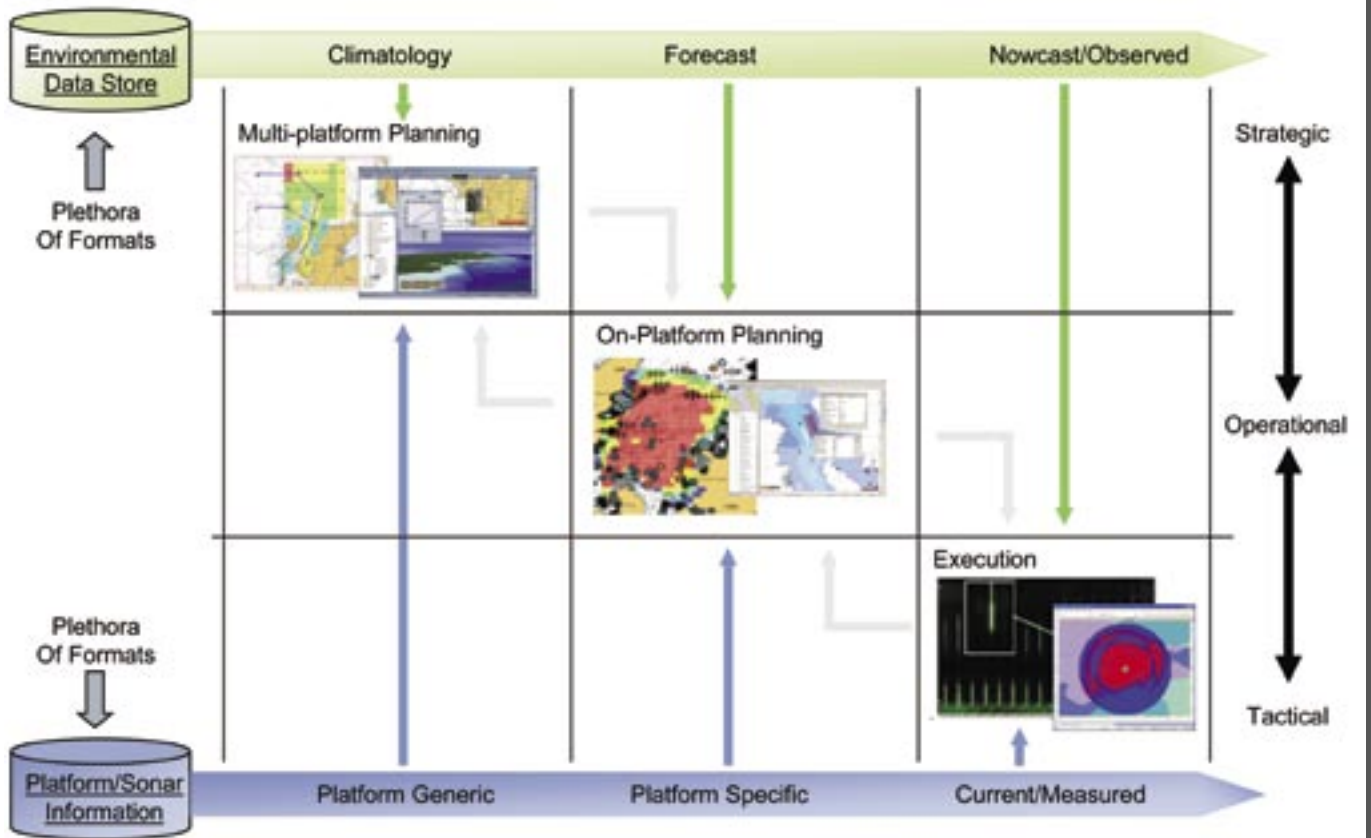 Environmental
Data Store
Climatology
Forecast
Nowcast/Observed
Plethora
Of Formats
Multi-platform Planning
On-Platform Planning
Execution
Strategic
Operational
Tactical
Plethora
Of Formats
Platform/Sonar
Information
Platform Generic
Platform Specific
Current/Measured